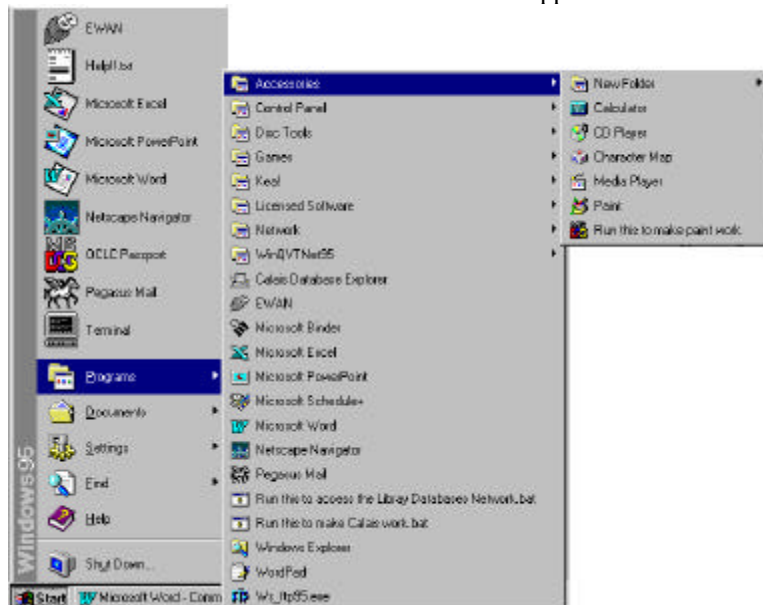 EWAN
Help!!.txt
Microsoft Excel
Microsoft PowerPoint
Microsoft Word
Netscape Navigator
OCLC Passport
Pegasus Mail
Terminal
Programs
Documents
Settings
Find
Help
Shut Down...
Windows95
Start
Microsoft Word - Comm
Accessories
Control Panel
Disc Tools
Games
Keal
Licensed Software
Network
WinQVTNet95
Calais Database Explorer
EWAN
Microsoft Binder
Microsoft Excel
Microsoft PowerPoint
Microsoft Schedule+
Microsoft Word
Netscape Navigator
Pegasus Mail
Run this to access the Libray Databases Network.bat
Run this to make Calais work.bat
Windows Explorer
WordPad
Ws_ftp95.exe
New Folder
Calculator
CD Player
Character Map
Media Player
Paint
Run this to make paint work.